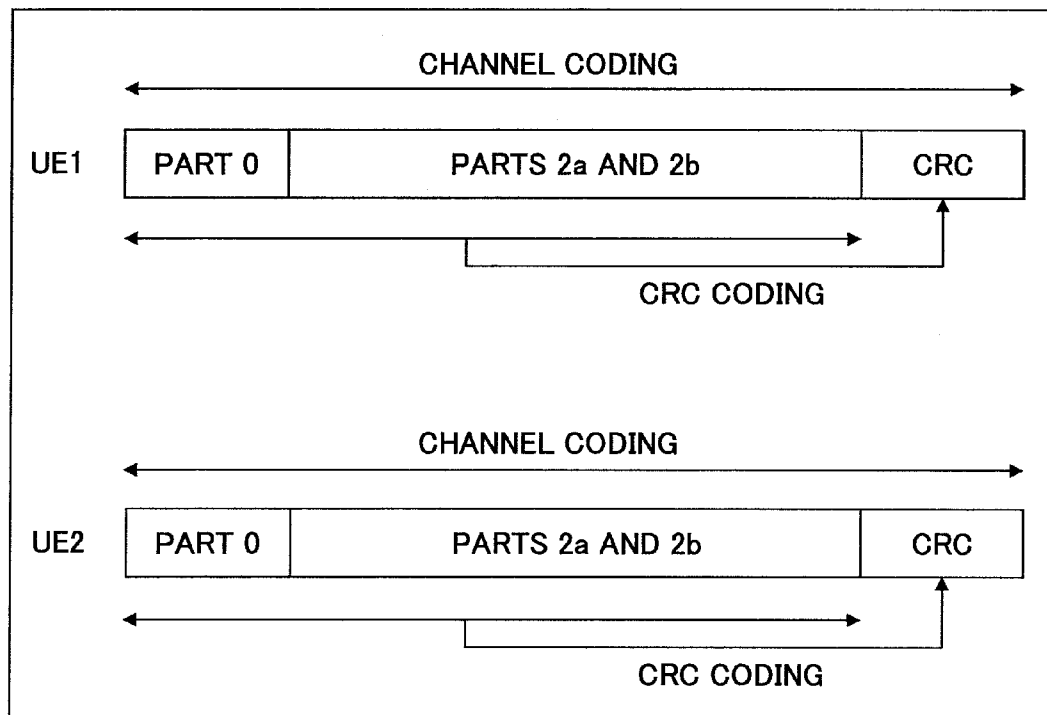 CHANNEL CODING
UE1 PART 0 PARTS 2a AND 2b CRC
CRC CODING
CHANNEL CODING
UE2 PART 0 PARTS 2a AND 2b CRC
CRC CODING